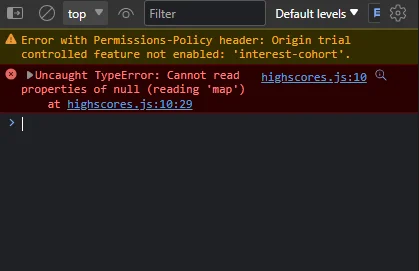 top ▼ Filter Default levels ▼ E
Error with Permissions-Policy header: Origin trial
controlled feature not enabled: 'interest-cohort'.
▶Uncaught TypeError: Cannot read highscores.js:10
properties of null (reading 'map')
at highscores.js:10:29
>